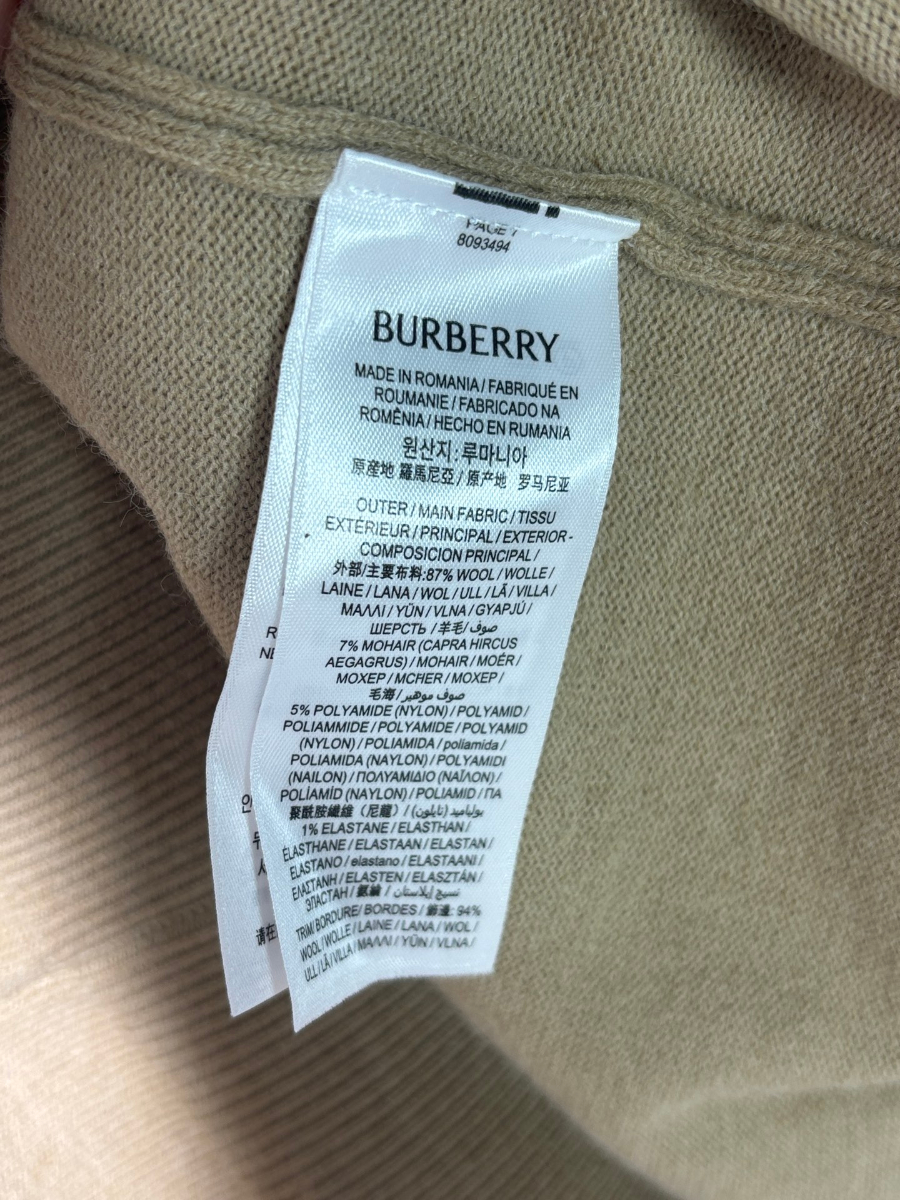 PAGE 1
8093494
BURBERRY
MADE IN ROMANIA / FABRIQUÉ EN
ROUMANIE / FABRICADO NA
ROMÊNIA / HECHO EN RUMANIA
원산지: 루마니아
原産地 羅馬尼亞 / 原产地 罗马尼亚
OUTER / MAIN FABRIC / TISSU
EXTÉRIEUR / PRINCIPAL / EXTERIOR-
COMPOSICION PRINCIPAL /
外部/主要布料:87% WOOL / WOLLE /
LAINE / LANA / WOL / ULL / LÃ / VILLA /
ΜΑΛΛΙ / YÜN / VLNA / GYAPJÚ /
ШЕРСТЬ / 羊毛 / صوف
7% MOHAIR (CAPRA HIRCUS
AEGAGRUS) / MOHAIR / MOÉR /
MOXEP / MCHER / MOXEP /
毛海 / صوف موهير
5% POLYAMIDE (NYLON) / POLYAMID /
POLIAMMIDE / POLYAMIDE / POLYAMID
(NYLON) / POLIAMIDA / poliamida /
POLIAMIDA (NAYLON) / POLYAMIDI
(NAILON) / ΠΟΛΥΑΜΙΔΙΟ (ΝΑΪΛΟΝ) /
POLİAMİD (NAYLON) / POLIAMID / ПА
聚酰胺纖維 (尼龍) / بولياميد (نايلون)
1% ELASTANE / ELASTHAN /
ÉLASTHANE / ELASTAAN / ELASTAN /
ELASTANO / elastano / ELASTAANI /
ΕΛΑΣΤΑΝΗ / ELASTEN / ELASZTÁN /
ЭЛАСТАН / 氨綸 / نسيج إيلاستان
TRIM/ BORDURE/ BORDES / 飾邊: 94%
WOOL / WOLLE / LAINE / LANA / WOL /
ULL / LÃ / VILLA / ΜΑΛΛΙ / YÜN / VLNA /
R
NE
안
请在